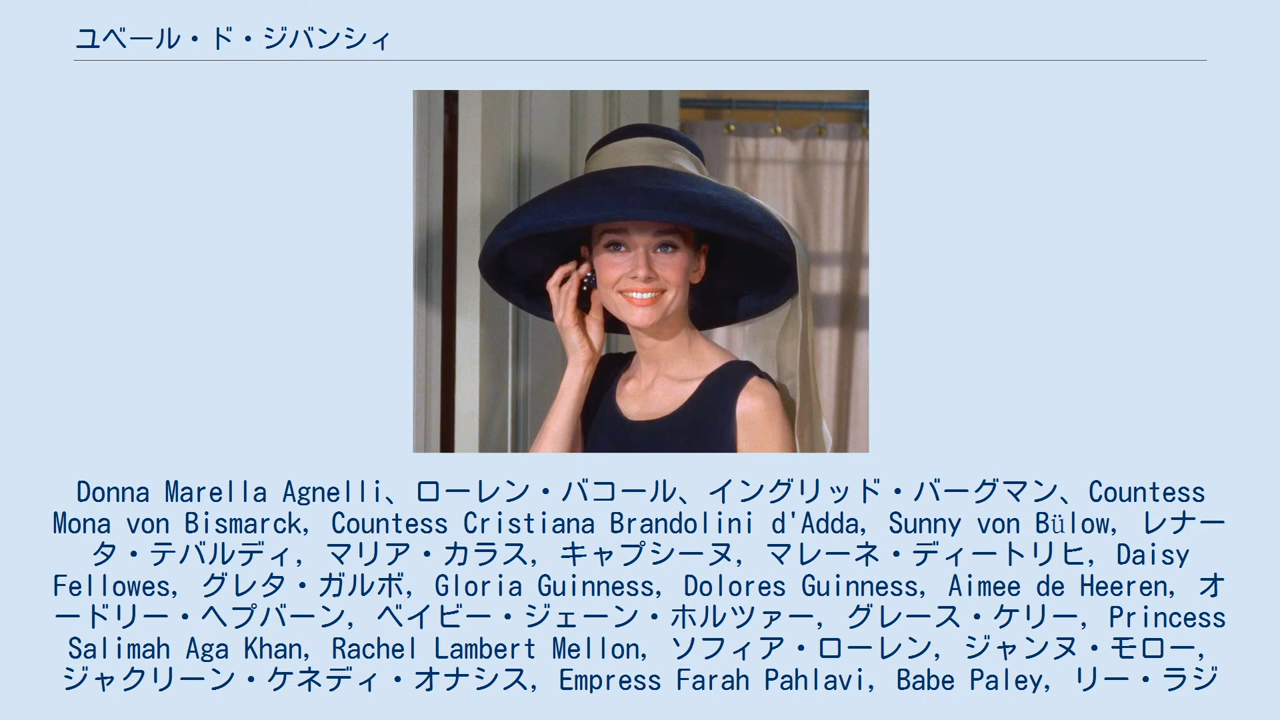 ユベール・ド・ジバンシィ
Donna Marella Agnelli、ローレン・バコール、イングリッド・バーグマン、Countess
Mona von Bismarck, Countess Cristiana Brandolini d'Adda, Sunny von Bülow, レナー
タ・テバルディ, マリア・カラス, キャプシーヌ, マレーネ・ディートリヒ, Daisy
Fellowes, グレタ・ガルボ, Gloria Guinness, Dolores Guinness, Aimee de Heeren, オ
ードリー・ヘプバーン, ベイビー・ジェーン・ホルツァー, グレース・ケリー, Princess
Salimah Aga Khan, Rachel Lambert Mellon, ソフィア・ローレン, ジャンヌ・モロー,
ジャクリーン・ケネディ・オナシス, Empress Farah Pahlavi, Babe Paley, リー・ラジ